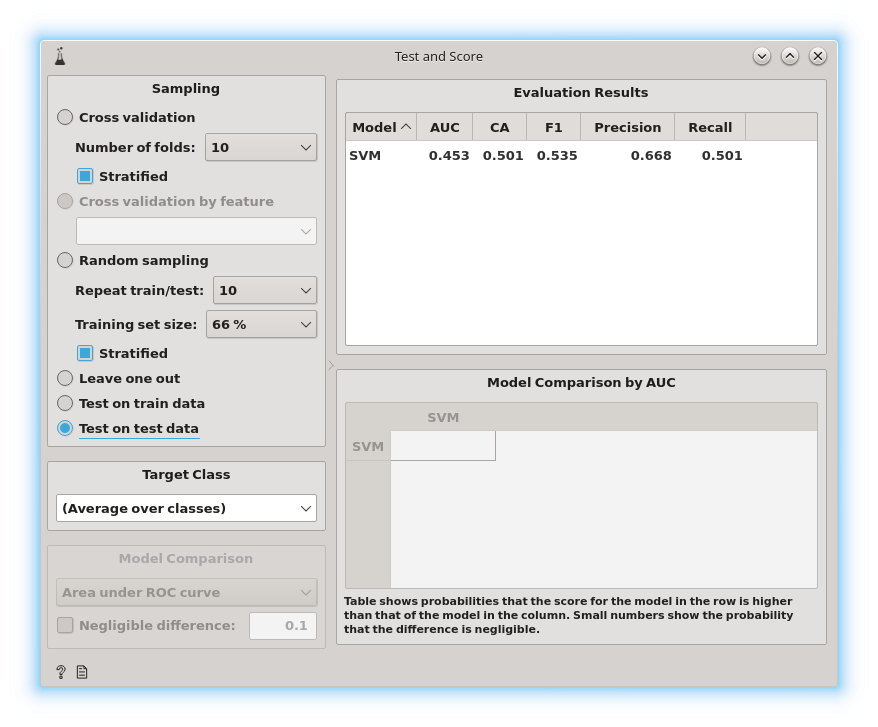 Test and Score
Sampling
Cross validation
Number of folds: 10
Stratified
Cross validation by feature
Random sampling
Repeat train/test: 10
Training set size: 66 %
Stratified
Leave one out
Test on train data
Test on test data
Target Class
(Average over classes)
Model Comparison
Area under ROC curve
Negligible difference: 0.1
?
Evaluation Results
Model AUC CA F1 Precision Recall
SVM 0.453 0.501 0.535 0.668 0.501
Model Comparison by AUC
SVM
SVM
Table shows probabilities that the score for the model in the row is higher
than that of the model in the column. Small numbers show the probability
that the difference is negligible.